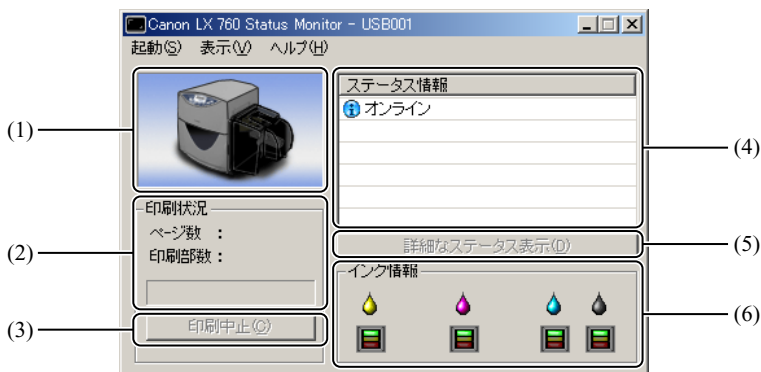 Canon LX 760 Status Monitor - USB001
起動(S) 表示(V) ヘルプ(H)
(1)
ステータス情報
オンライン
(4)
印刷状況
ページ数 :
印刷部数 :
(2)
詳細なステータス表示(D)
(5)
インク情報
(6)
印刷中止(C)
(3)